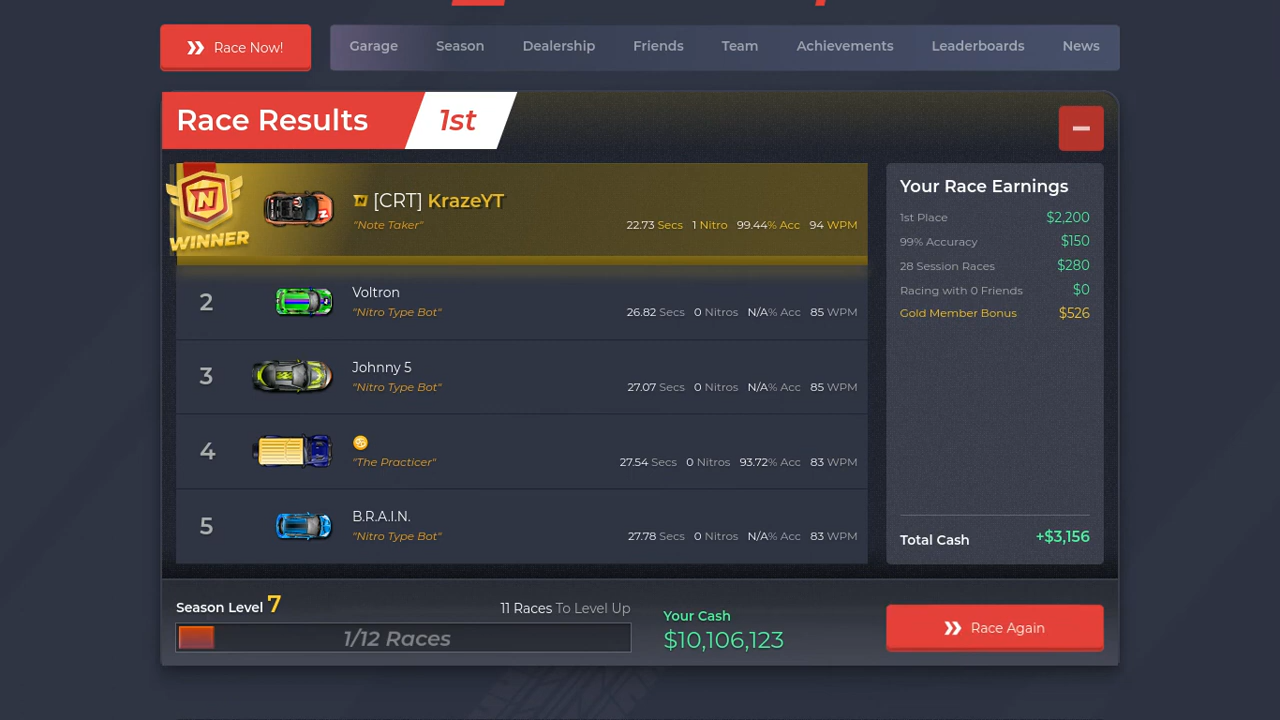 Race Now!
Garage Season Dealership Friends Team Achievements Leaderboards News
Race Results 1st
N WINNER
N [CRT] KrazeYT
"Note Taker" 22.73 Secs 1 Nitro 99.44% Acc 94 WPM
2 Voltron
"Nitro Type Bot" 26.82 Secs 0 Nitros N/A% Acc 85 WPM
3 Johnny 5
"Nitro Type Bot" 27.07 Secs 0 Nitros N/A% Acc 85 WPM
4
"The Practicer" 27.54 Secs 0 Nitros 93.72% Acc 83 WPM
5 B.R.A.I.N.
"Nitro Type Bot" 27.78 Secs 0 Nitros N/A% Acc 83 WPM
Your Race Earnings
1st Place $2,200
99% Accuracy $150
28 Session Races $280
Racing with 0 Friends $0
Gold Member Bonus $526
Total Cash +$3,156
Season Level 7 11 Races To Level Up
1/12 Races
Your Cash
$10,106,123
Race Again